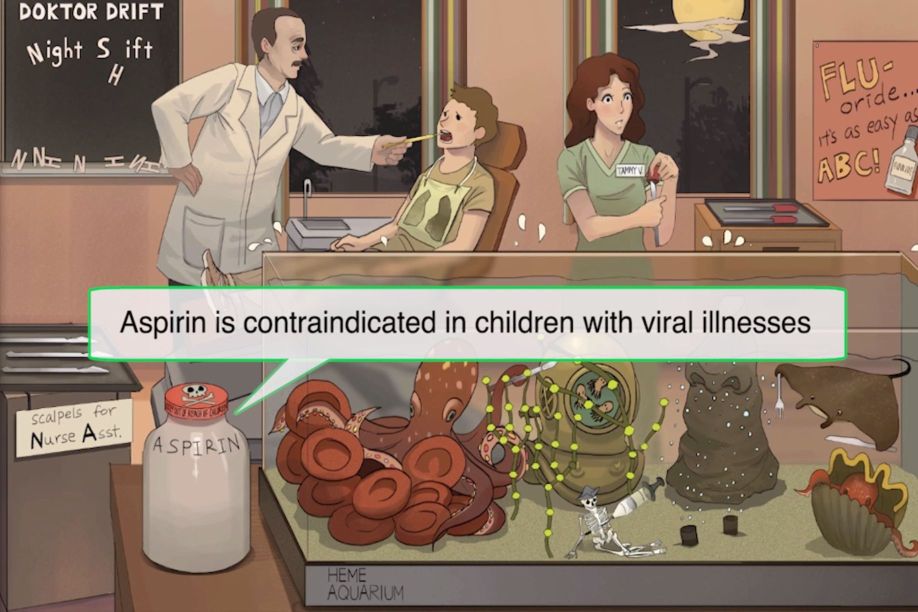 DOKTOR DRIFT
Night S ift
H
FLU-
oride...
it's as easy as
ABC!
TAMMY V.
Aspirin is contraindicated in children with viral illnesses
scalpels for
Nurse Asst.
ASPIRIN
HEME
AQUARIUM